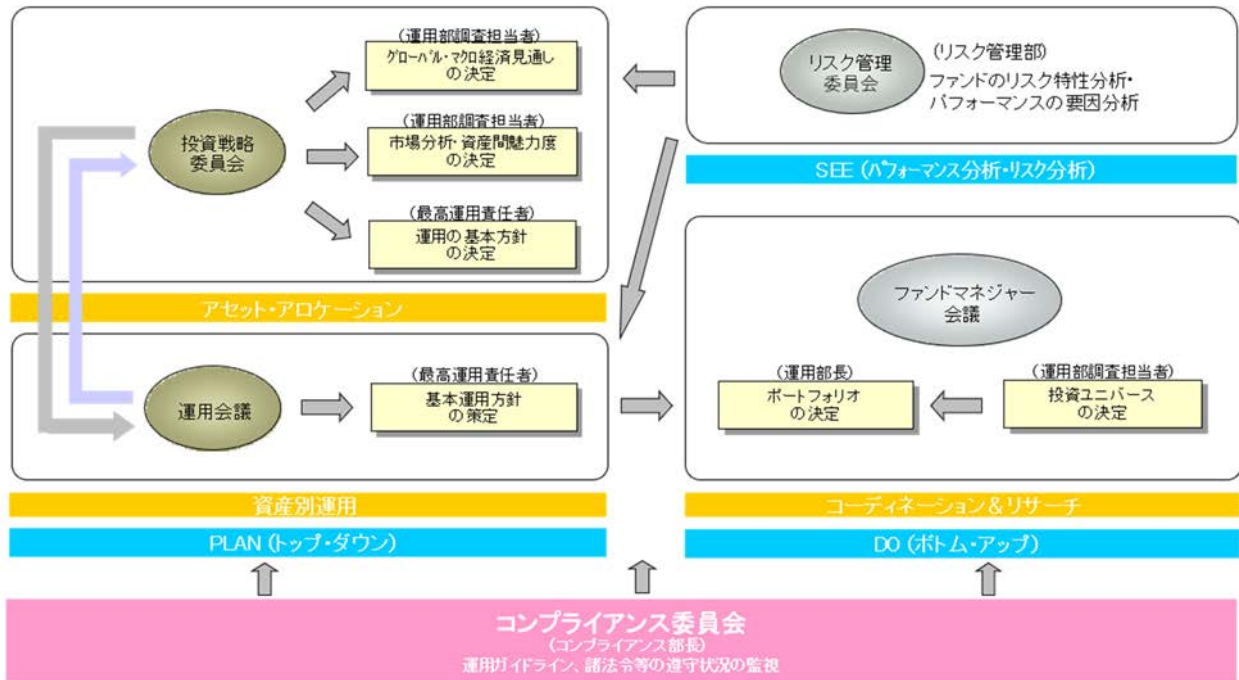 (運用部調査担当者)
グローバル・マクロ経済見通し
の決定
投資戦略
委員会
(運用部調査担当者)
市場分析・資産間魅力度
の決定
(最高運用責任者)
運用の基本方針
の決定
アセット・アロケーション
運用会議
(最高運用責任者)
基本運用方針
の策定
資産別運用
PLAN (トップ・ダウン)
リスク管理
委員会
(リスク管理部)
ファンドのリスク特性分析・
パフォーマンスの要因分析
SEE (パフォーマンス分析・リスク分析)
ファンドマネジャー
会議
(運用部長)
ポートフォリオ
の決定
(運用部調査担当者)
投資ユニバース
の決定
コーディネーション&リサーチ
DO (ボトム・アップ)
コンプライアンス委員会
(コンプライアンス部長)
運用ガイドライン、諸法令等の遵守状況の監視